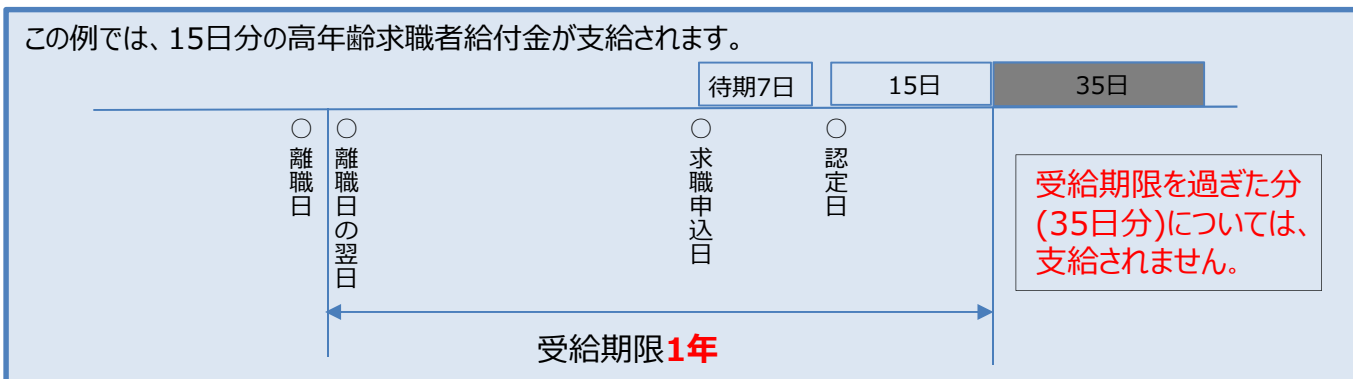 この例では、15日分の高年齢求職者給付金が支給されます。
待期7日
15日
35日
○離職日
○離職日の翌日
○求職申込日
○認定日
受給期限を過ぎた分
(35日分)については、
支給されません。
受給期限1年